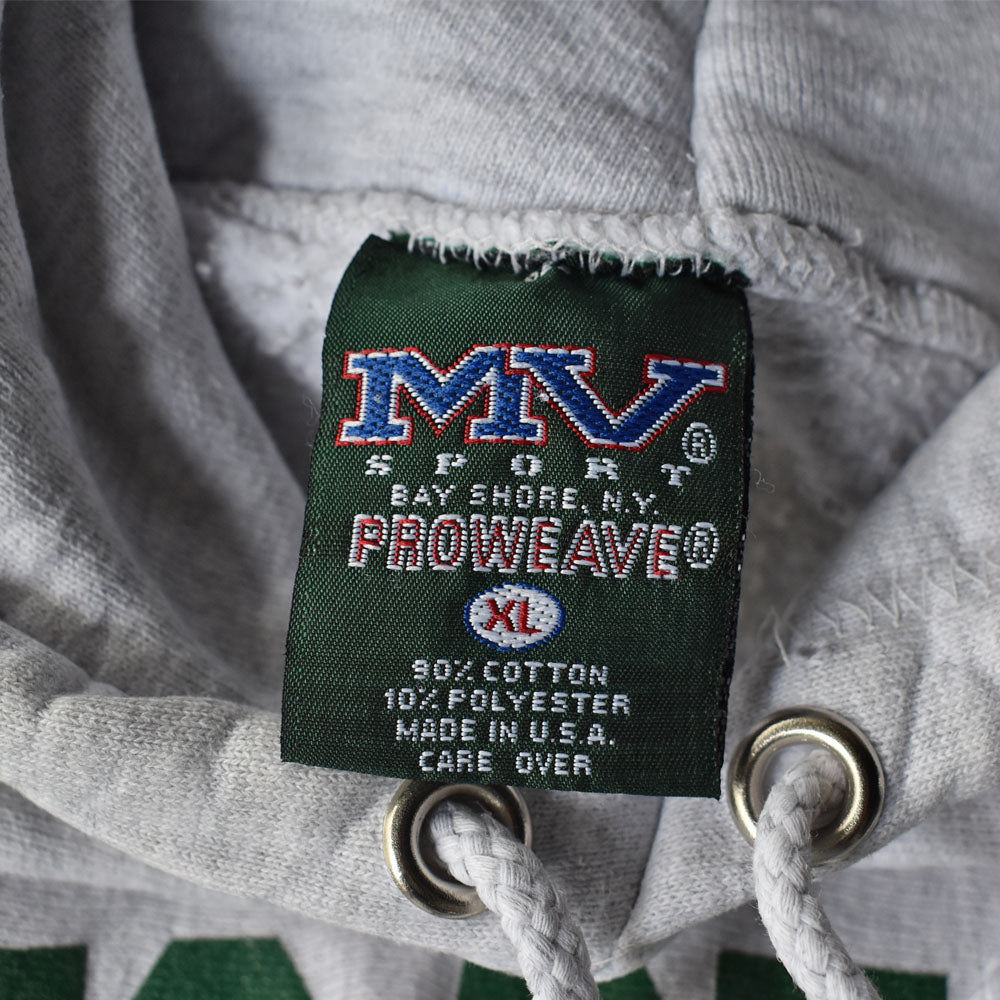 MV
SPORT®
BAY SHORE, N.Y.
PROWEAVE®
XL
90% COTTON
10% POLYESTER
MADE IN U.S.A.
CARE OVER